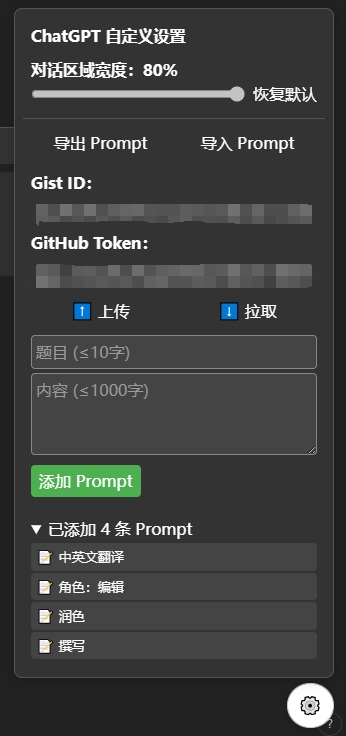 ChatGPT 自定义设置
对话区域宽度：80%
恢复默认
导出 Prompt 导入 Prompt
Gist ID：
GitHub Token：
⬆️ 上传 ⬇️ 拉取
题目 (≤10字)
内容 (≤1000字)
添加 Prompt
▼ 已添加 4 条 Prompt
📝 中英文翻译
📝 角色：编辑
📝 润色
📝 撰写
?